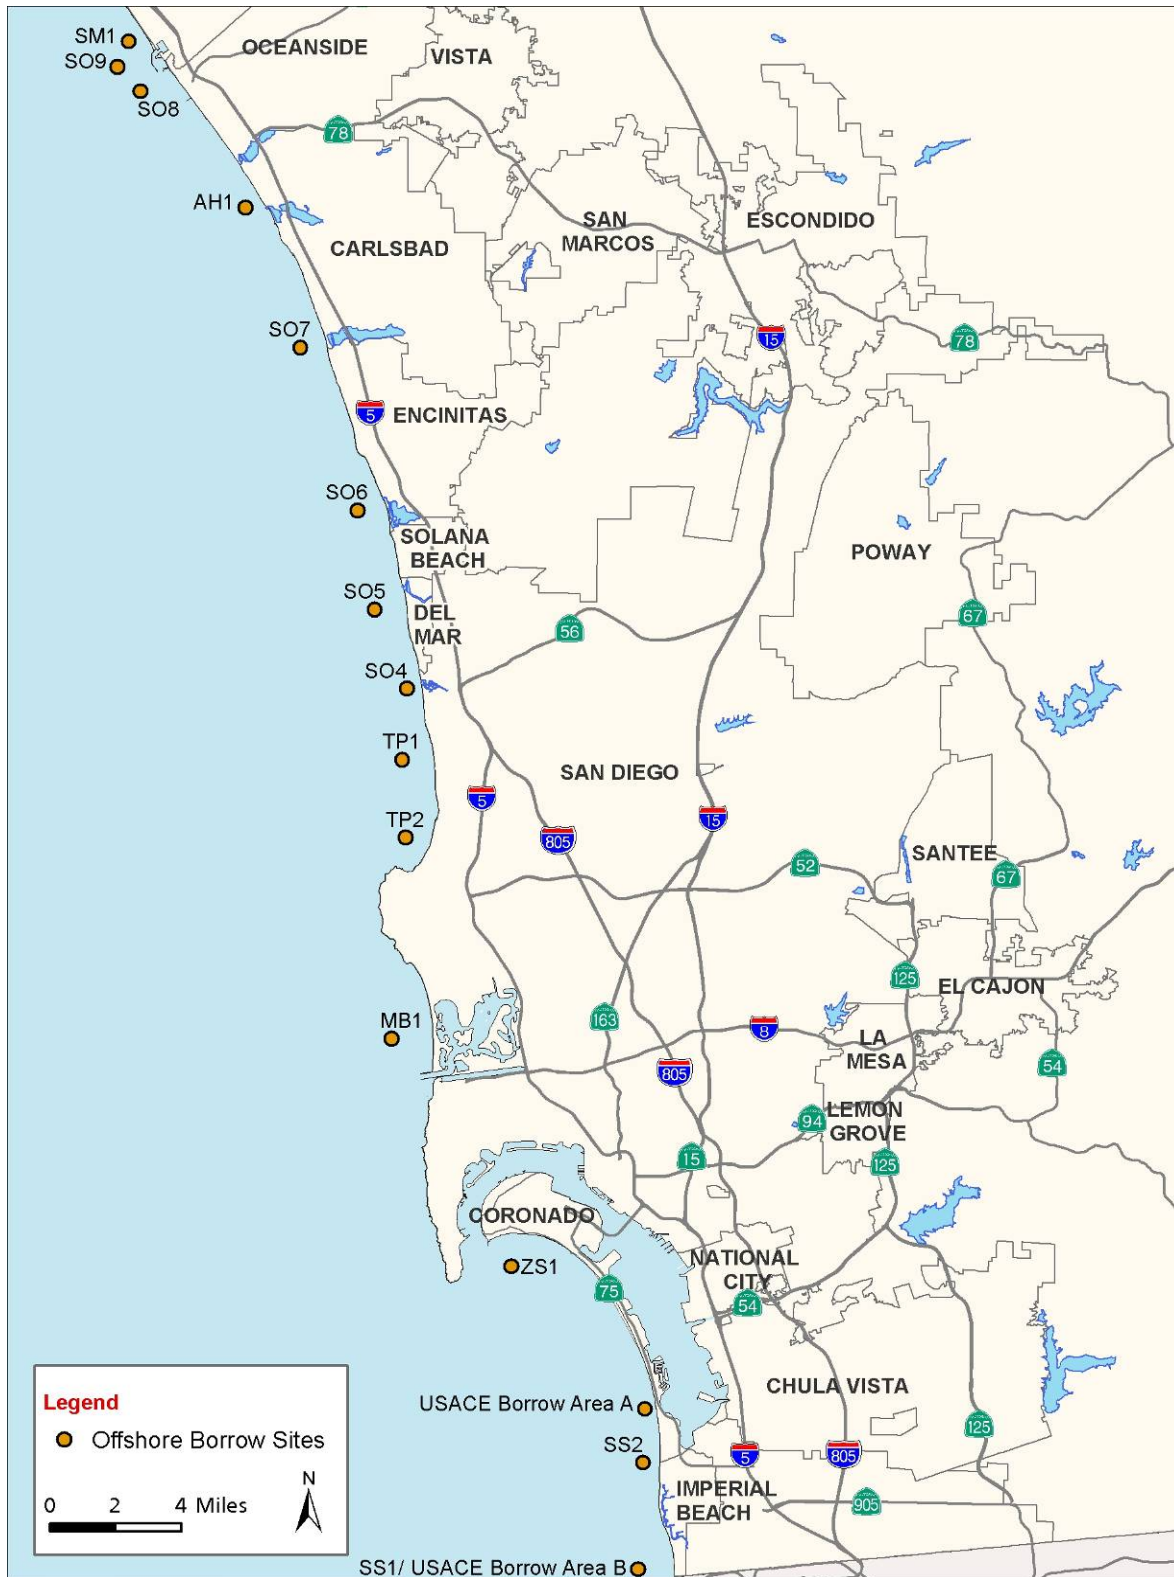 SM1
OCEANSIDE
SO9
VISTA
SO8
78
AH1
SAN
MARCOS
ESCONDIDO
CARLSBAD
SO7
15
78
5
ENCINITAS
SO6
SOLANA
BEACH
POWAY
SO5
DEL
MAR
56
67
SO4
TP1
SAN DIEGO
5
15
TP2
805
52
SANTEE
67
125
EL CAJON
MB1
163
8
LA
MESA
805
54
94
LEMON
GROVE
15
125
CORONADO
ZS1
NATIONAL
CITY
75
54
CHULA VISTA
USACE Borrow Area A
125
SS2
5
805
IMPERIAL
BEACH
905
SS1/ USACE Borrow Area B
Legend
Offshore Borrow Sites
N
0 2 4 Miles